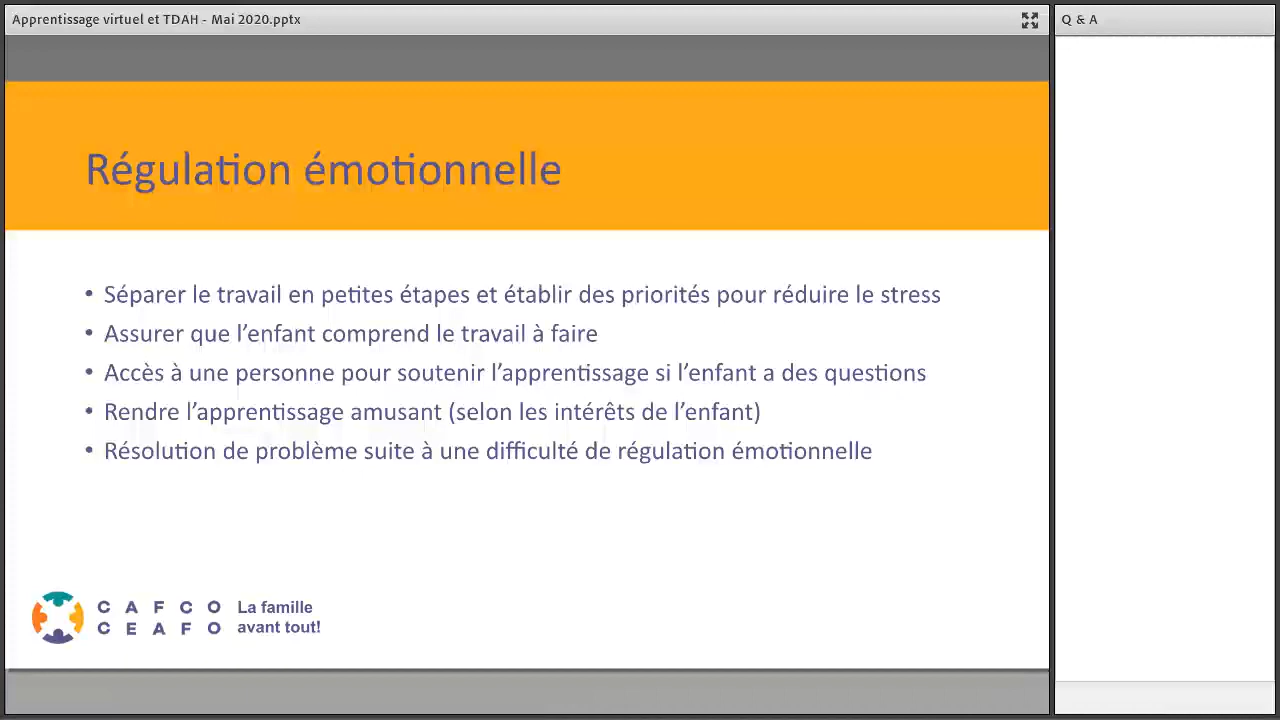 Apprentissage virtuel et TDAH - Mai 2020.pptx
Q & A
Régulation émotionnelle
• Séparer le travail en petites étapes et établir des priorités pour réduire le stress
• Assurer que l’enfant comprend le travail à faire
• Accès à une personne pour soutenir l’apprentissage si l’enfant a des questions
• Rendre l’apprentissage amusant (selon les intérêts de l’enfant)
• Résolution de problème suite à une difficulté de régulation émotionnelle
CAFCO
CEAFO
La famille
avant tout!